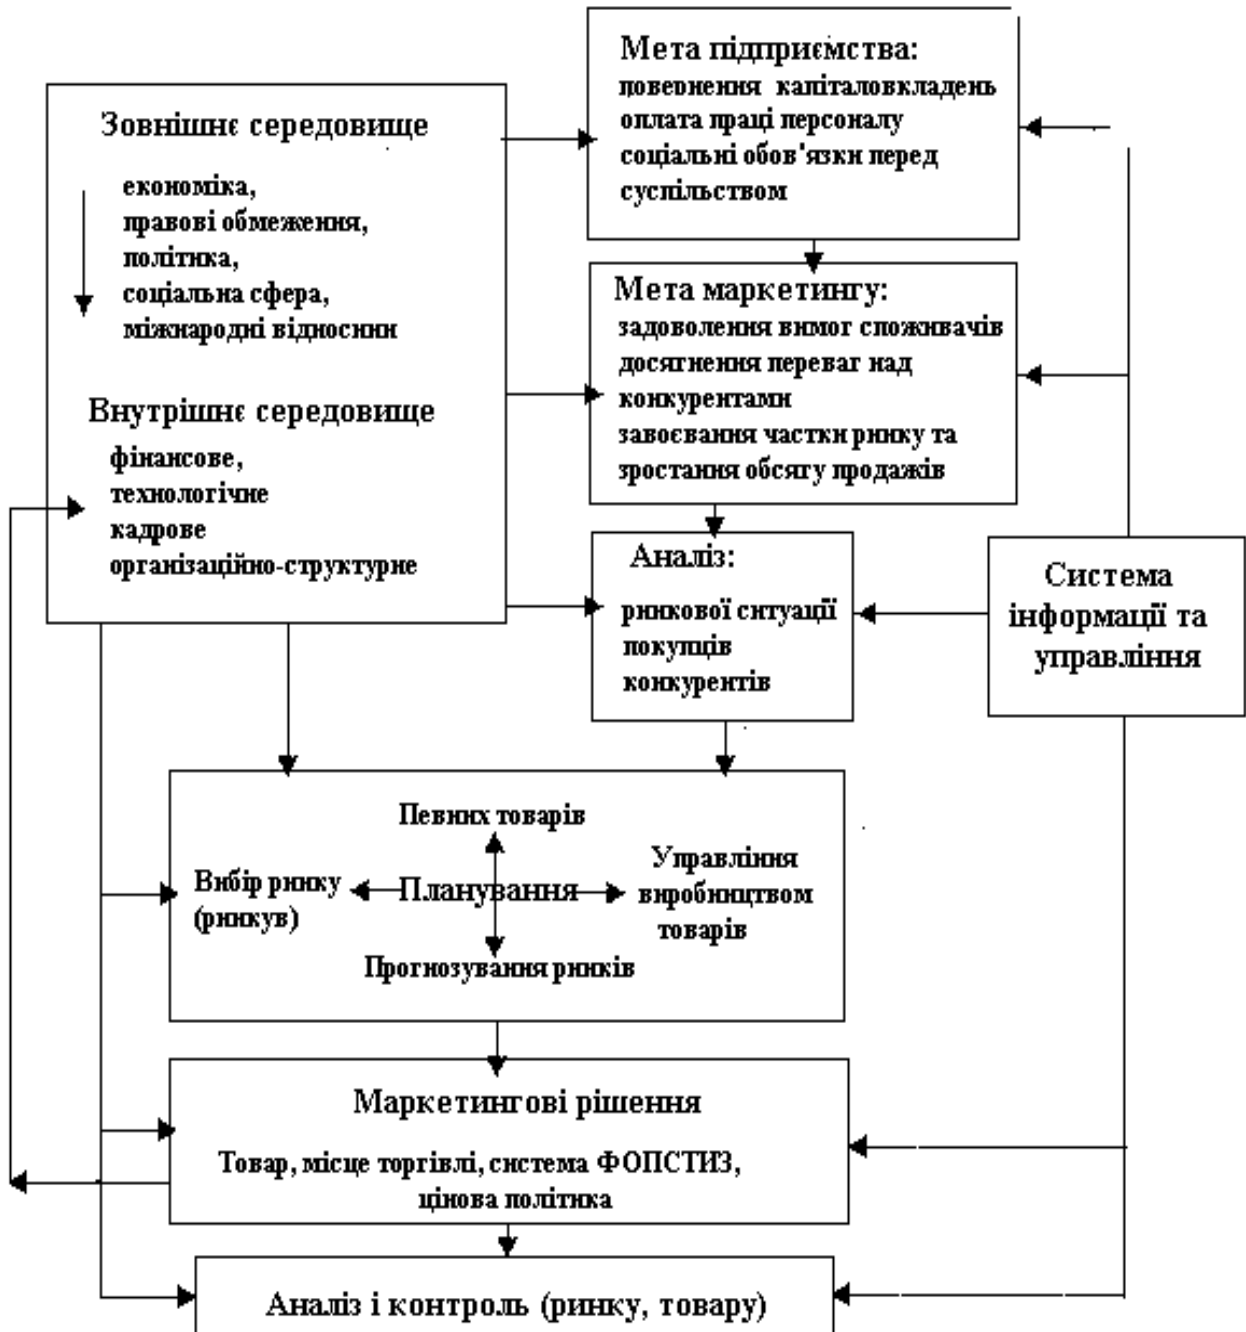 Зовнішнє середовище
економіка,
правові обмеження,
політика,
соціальна сфера,
міжнародні відносини
Внутрішнє середовище
фінансове,
технологічне
кадрове
організаційно-структурне
Мета підприємства:
повернення капіталовкладень
оплата праці персоналу
соціальні обов'язки перед
суспільством
Мета маркетингу:
задоволення вимог споживачів
досягнення переваг над
конкурентами
завоєвання частки ринку та
зростання обсягу продажів
Аналіз:
ринкової ситуації
покупців
конкурентів
Система
інформації та
управління
Певних товарів
Вибір ринку
(ринкув)
Планування
Управління
виробництвом
товарів
Прогнозування ринків
Маркетингові рішення
Товар, місце торгівлі, система ФОПСТИЗ,
цінова політика
Аналіз і контроль (ринку, товару)